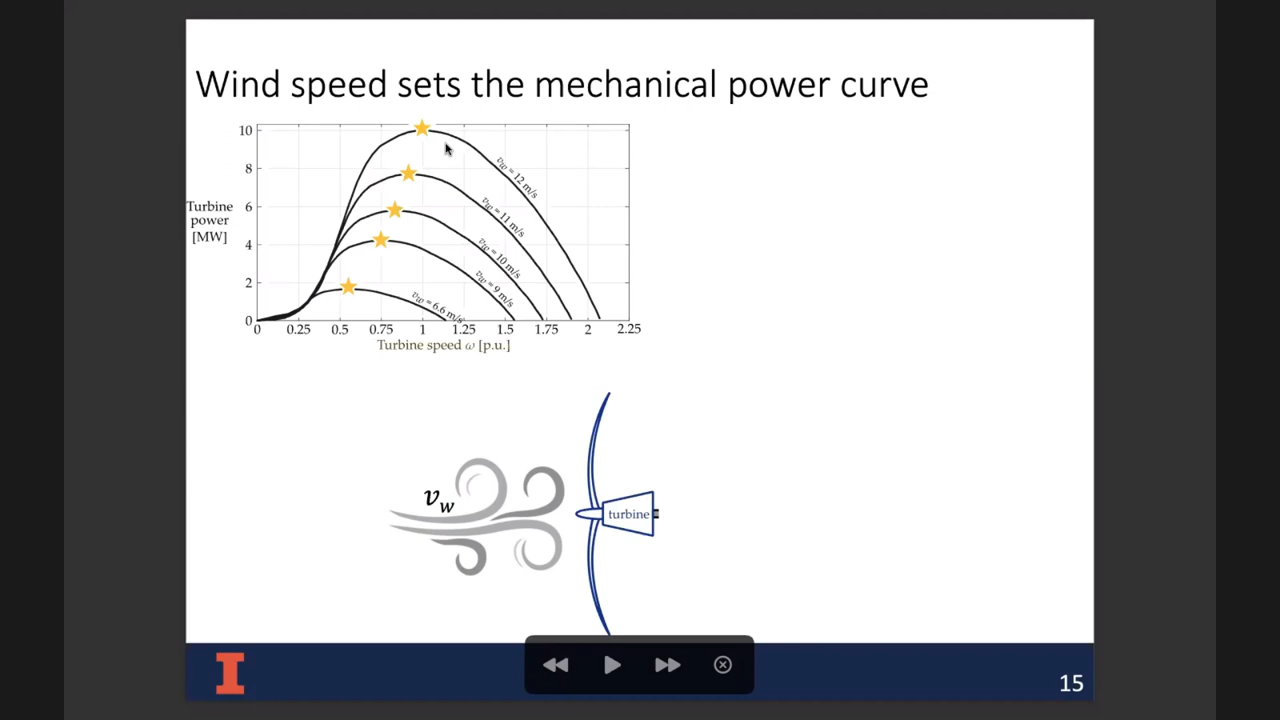 Wind speed sets the mechanical power curve
10
8
6
4
2
0
Turbine
power
[MW]
v_w = 12 m/s
v_w = 11 m/s
v_w = 10 m/s
v_w = 9 m/s
v_w = 6.6 m/s
0 0.25 0.5 0.75 1 1.25 1.5 1.75 2 2.25
Turbine speed ω [p.u.]
v_w
turbine
I
15